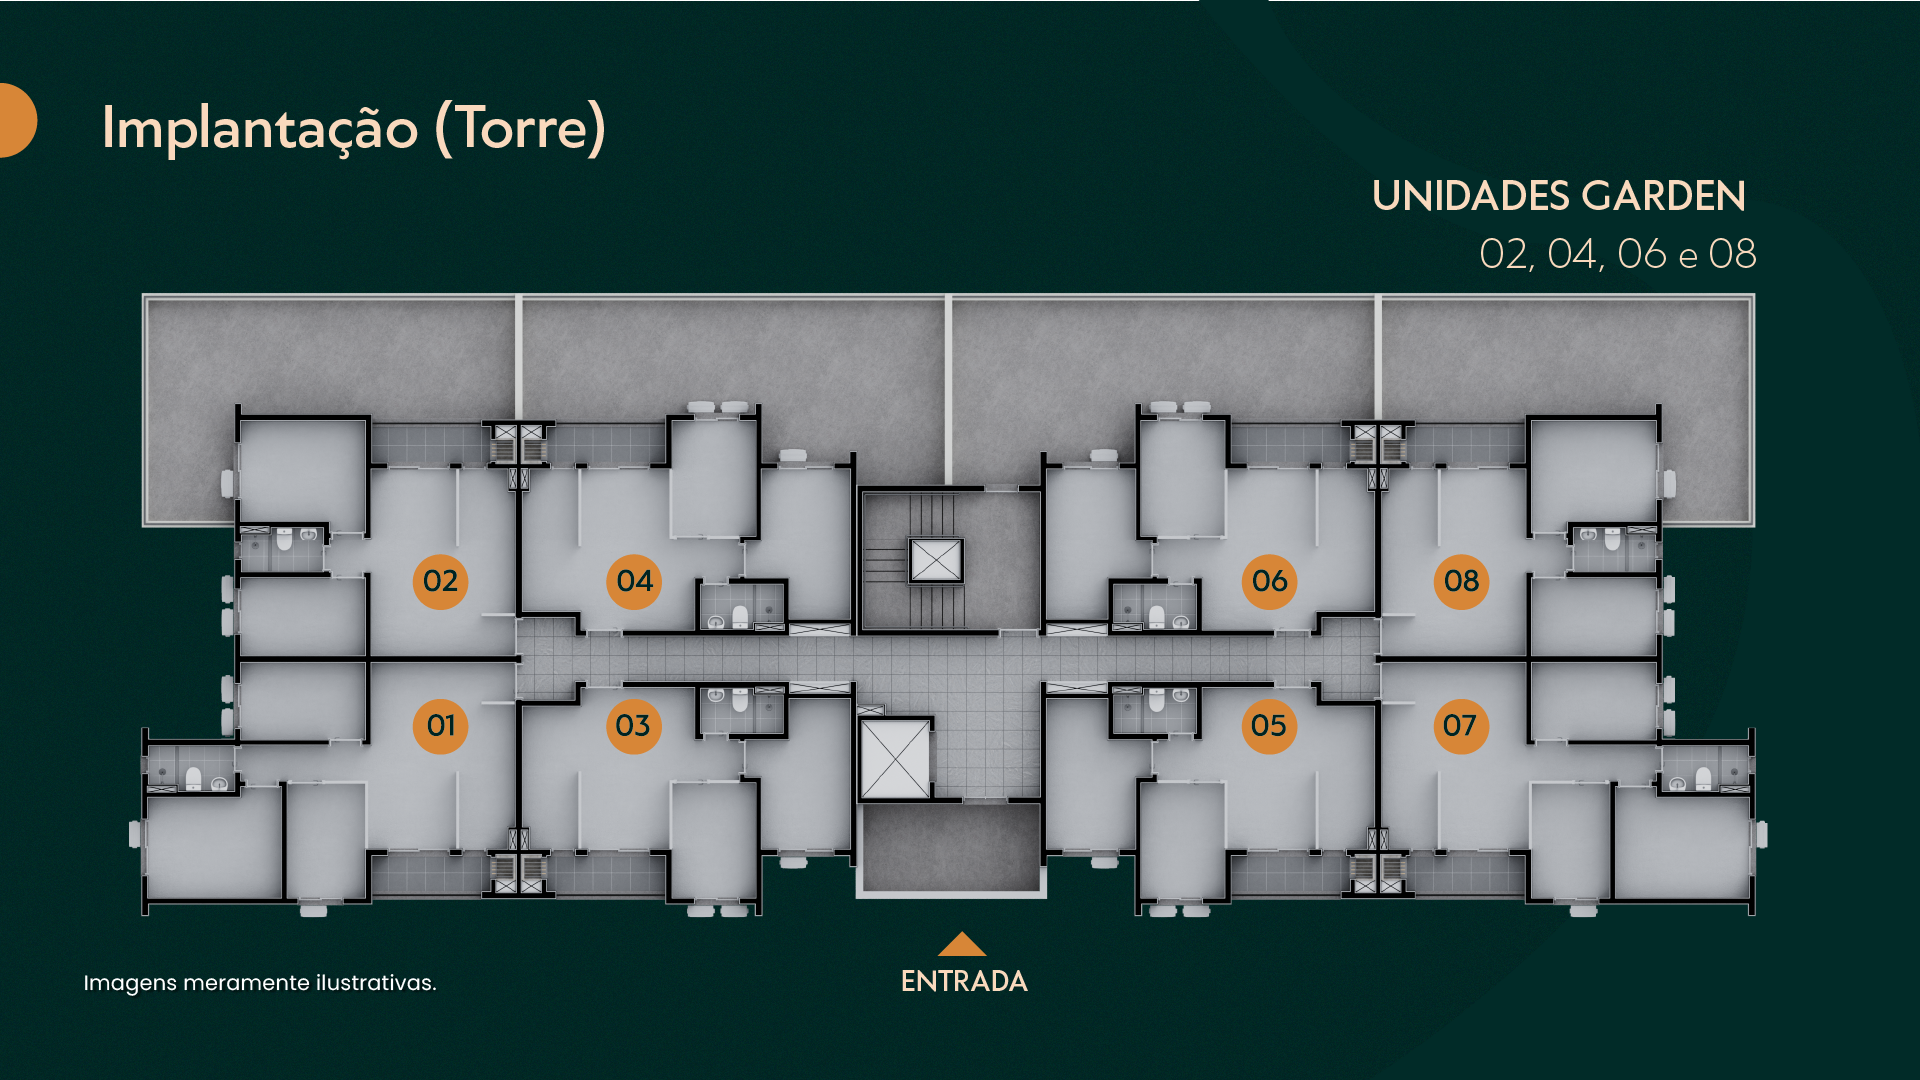 Implantação (Torre)
UNIDADES GARDEN
02, 04, 06 e 08
02
04
06
08
01
03
05
07
ENTRADA
Imagens meramente ilustrativas.